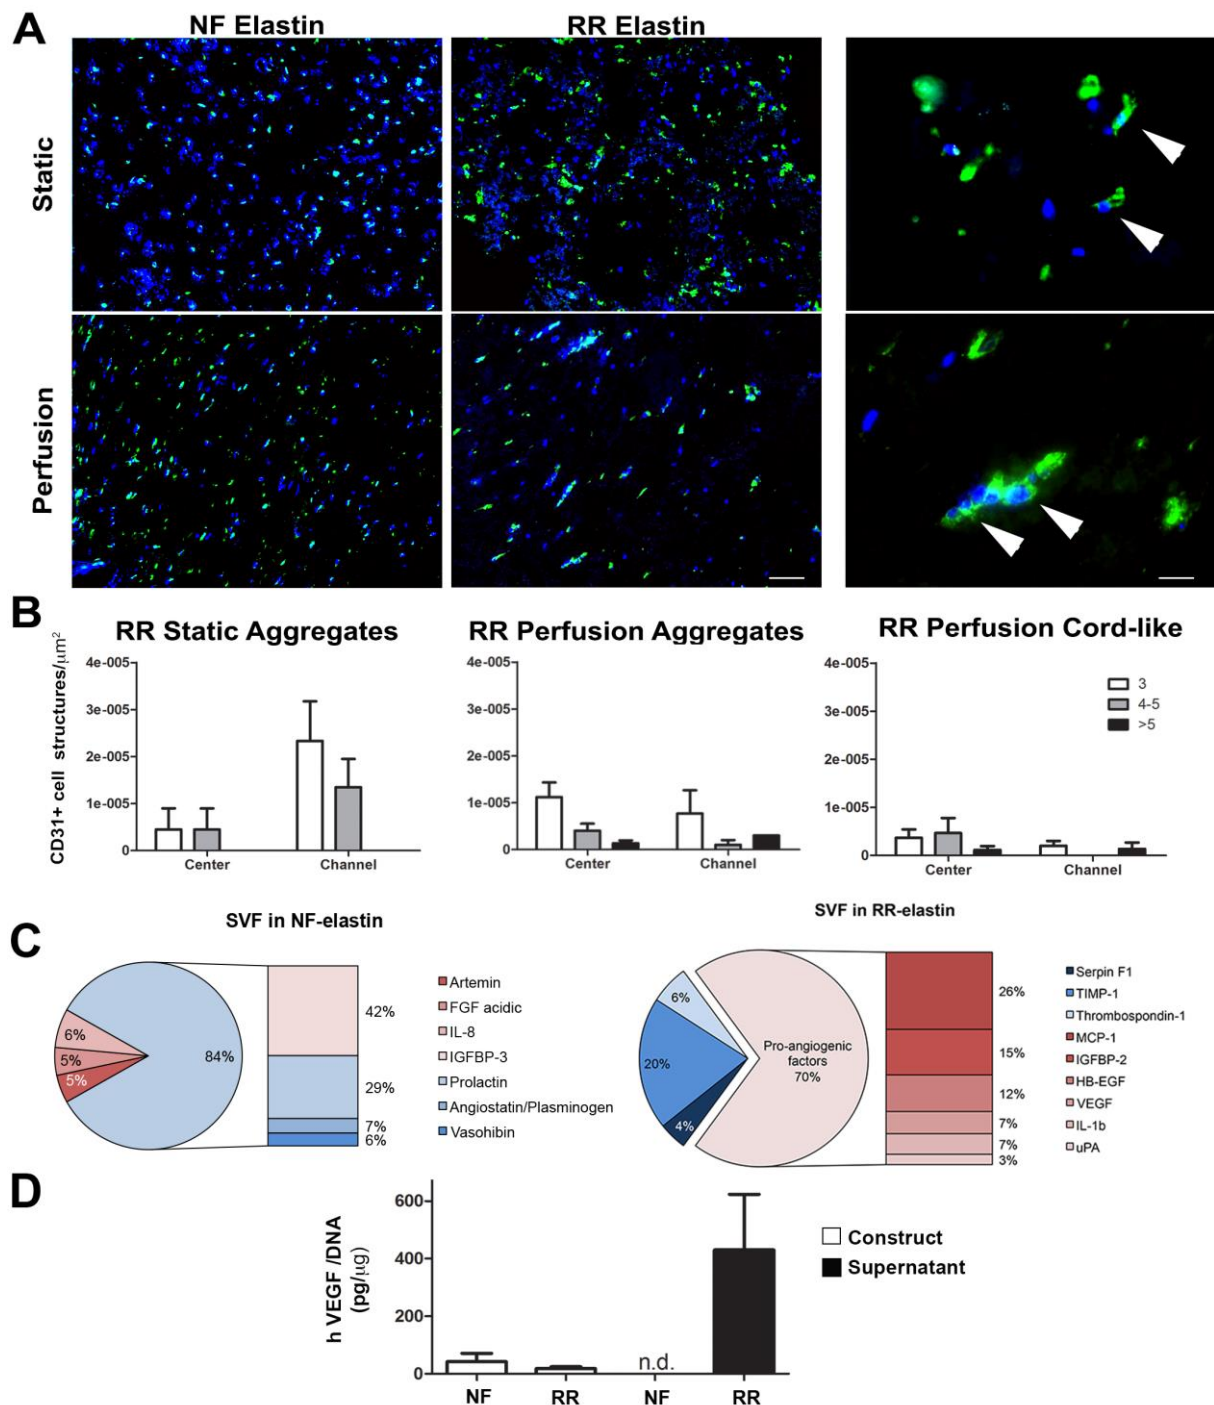 A
NF Elastin
RR Elastin
Static
Perfusion
B
RR Static Aggregates
RR Perfusion Aggregates
RR Perfusion Cord-like
CD31+ cell structures/μm²
4e-005
3e-005
2e-005
1e-005
0
Center
Channel
4e-005
3e-005
2e-005
1e-005
0
Center
Channel
4e-005
3e-005
2e-005
1e-005
0
Center
Channel
3
4-5
>5
C
SVF in NF-elastin
6%
5%
5%
84%
42%
29%
7%
6%
Artemin
FGF acidic
IL-8
IGFBP-3
Prolactin
Angiostatin/Plasminogen
Vasohibin
SVF in RR-elastin
6%
20%
4%
Pro-angiogenic
factors
70%
26%
15%
12%
7%
7%
3%
Serpin F1
TIMP-1
Thrombospondin-1
MCP-1
IGFBP-2
HB-EGF
VEGF
IL-1b
uPA
D
h VEGF /DNA
(pg/μg)
600
400
200
0
n.d.
NF
RR
NF
RR
Construct
Supernatant